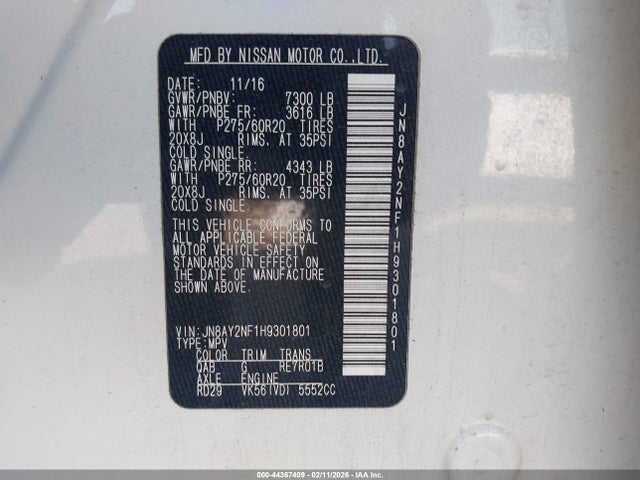 MFD BY NISSAN MOTOR CO.,LTD.
DATE: 11/16
GVWR/PNBV: 7300 LB
GAWR/PNBE FR: 3616 LB
WITH P275/60R20 TIRES
20X8J RIMS. AT 35PSI
COLD SINGLE.
GAWR/PNBE RR: 4343 LB
WITH P275/60R20 TIRES
20X8J RIMS. AT 35PSI
COLD SINGLE.
THIS VEHICLE CONFORMS TO
ALL APPLICABLE FEDERAL
MOTOR VEHICLE SAFETY
STANDARDS IN EFFECT ON
THE DATE OF MANUFACTURE
SHOWN ABOVE.
VIN:JN8AY2NF1H9301801
TYPE:MPV
COLOR TRIM TRANS
QAB G RE7R01B
AXLE ENGINE
RD29 VK56(VD) 5552CC
JN8AY2NF1H9301801
000-44367409 - 02/11/2026 - IAA Inc.